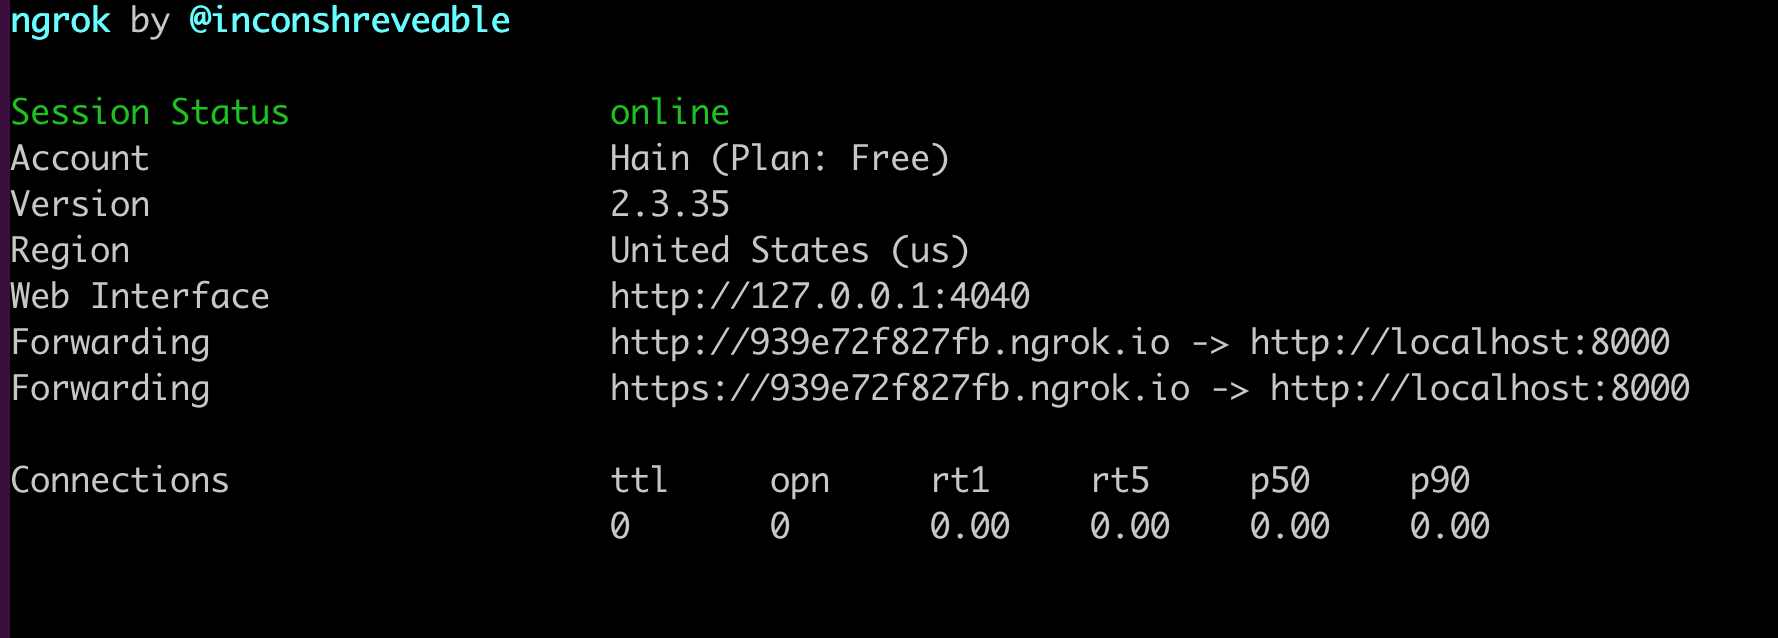 ngrok by @inconshreveable
Session Status online
Account Hain (Plan: Free)
Version 2.3.35
Region United States (us)
Web Interface http://127.0.0.1:4040
Forwarding http://939e72f827fb.ngrok.io -> http://localhost:8000
Forwarding https://939e72f827fb.ngrok.io -> http://localhost:8000
Connections ttl opn rt1 rt5 p50 p90
0 0 0.00 0.00 0.00 0.00